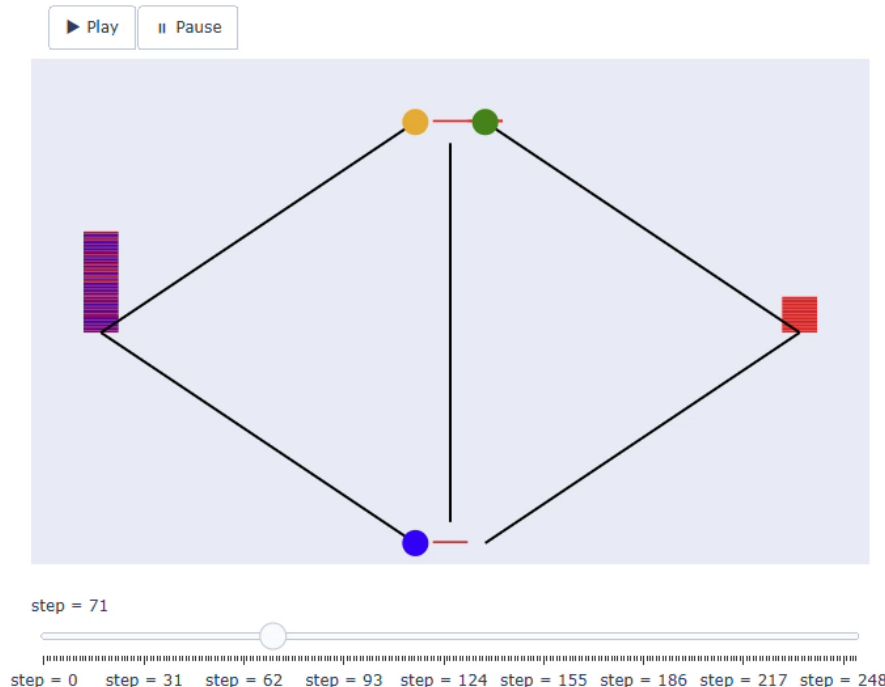 ▶ Play ⏸ Pause
step = 71
step = 0 step = 31 step = 62 step = 93 step = 124 step = 155 step = 186 step = 217 step = 248